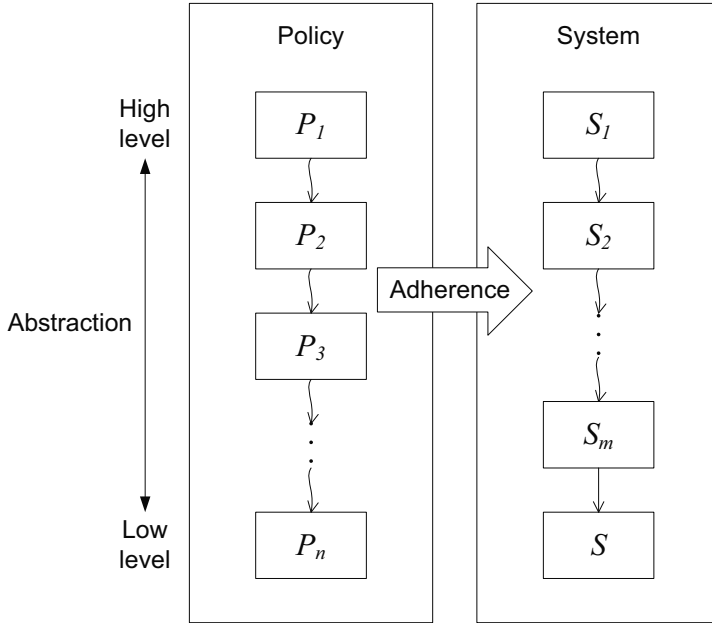 Policy
System
High
level
P1
S1
P2
S2
Adherence
Abstraction
P3
Sm
Low
level
Pn
S